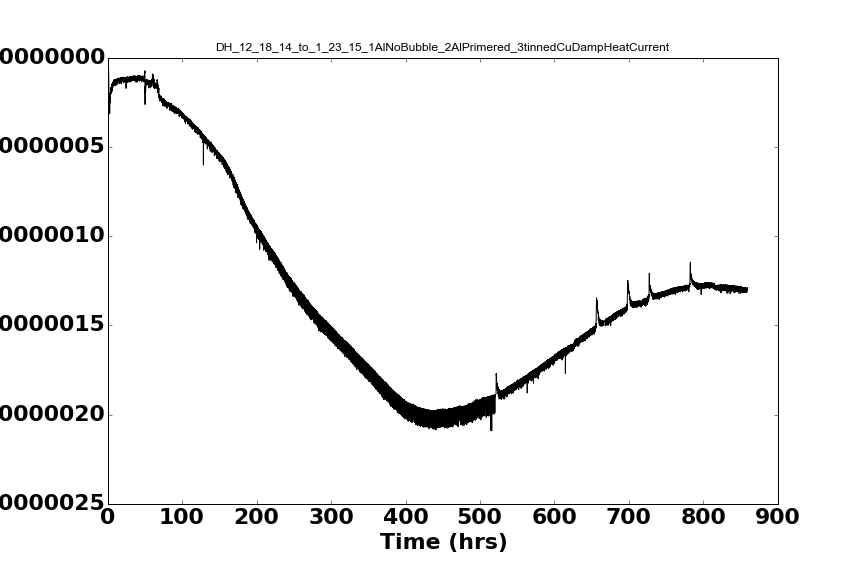 DH_12_18_14_to_1_23_15_1AlNoBubble_2AlPrimered_3tinnedCuDampHeatCurrent
0000000
0000005
0000010
0000015
0000020
0000025
0 100 200 300 400 500 600 700 800 900
Time (hrs)